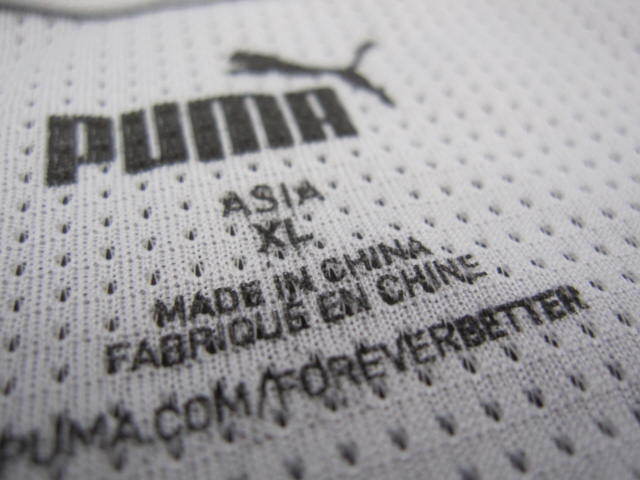 PUMA
ASIA
XL
MADE IN CHINA
FABRIQUE EN CHINE
PUMA.COM/FOREVERBETTER